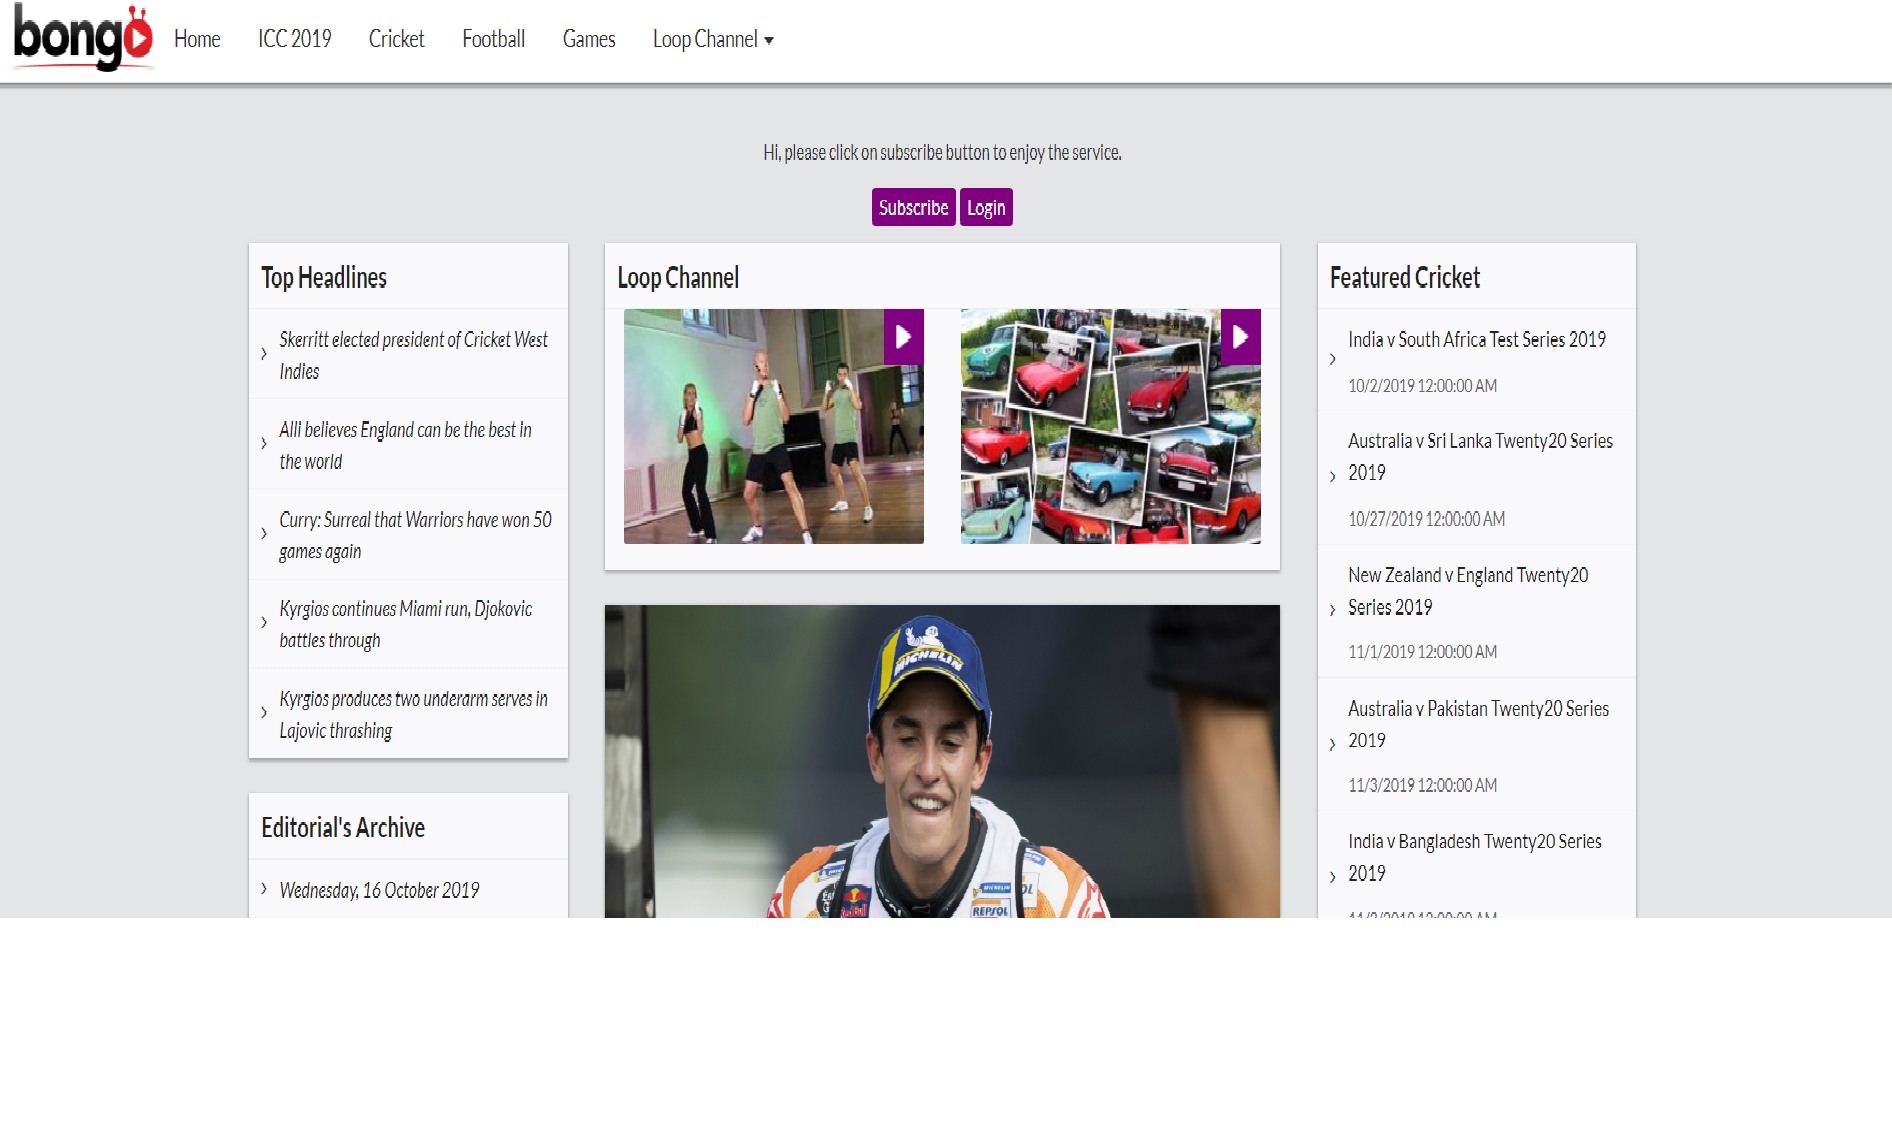 bongo
Home
ICC 2019
Cricket
Football
Games
Loop Channel
Hi, please click on subscribe button to enjoy the service.
Subscribe
Login
Top Headlines
Skerritt elected president of Cricket West
Indies
Alli believes England can be the best in
the world
Curry: Surreal that Warriors have won 50
games again
Kyrgios continues Miami run, Djokovic
battles through
Kyrgios produces two underarm serves in
Lajovic thrashing
Editorial's Archive
Wednesday, 16 October 2019
Loop Channel
MICHELIN
RedBull
MICHELIN
REPSOL
Featured Cricket
India v South Africa Test Series 2019
10/2/2019 12:00:00 AM
Australia v Sri Lanka Twenty20 Series
2019
10/27/2019 12:00:00 AM
New Zealand v England Twenty20
Series 2019
11/1/2019 12:00:00 AM
Australia v Pakistan Twenty20 Series
2019
11/3/2019 12:00:00 AM
India v Bangladesh Twenty20 Series
2019